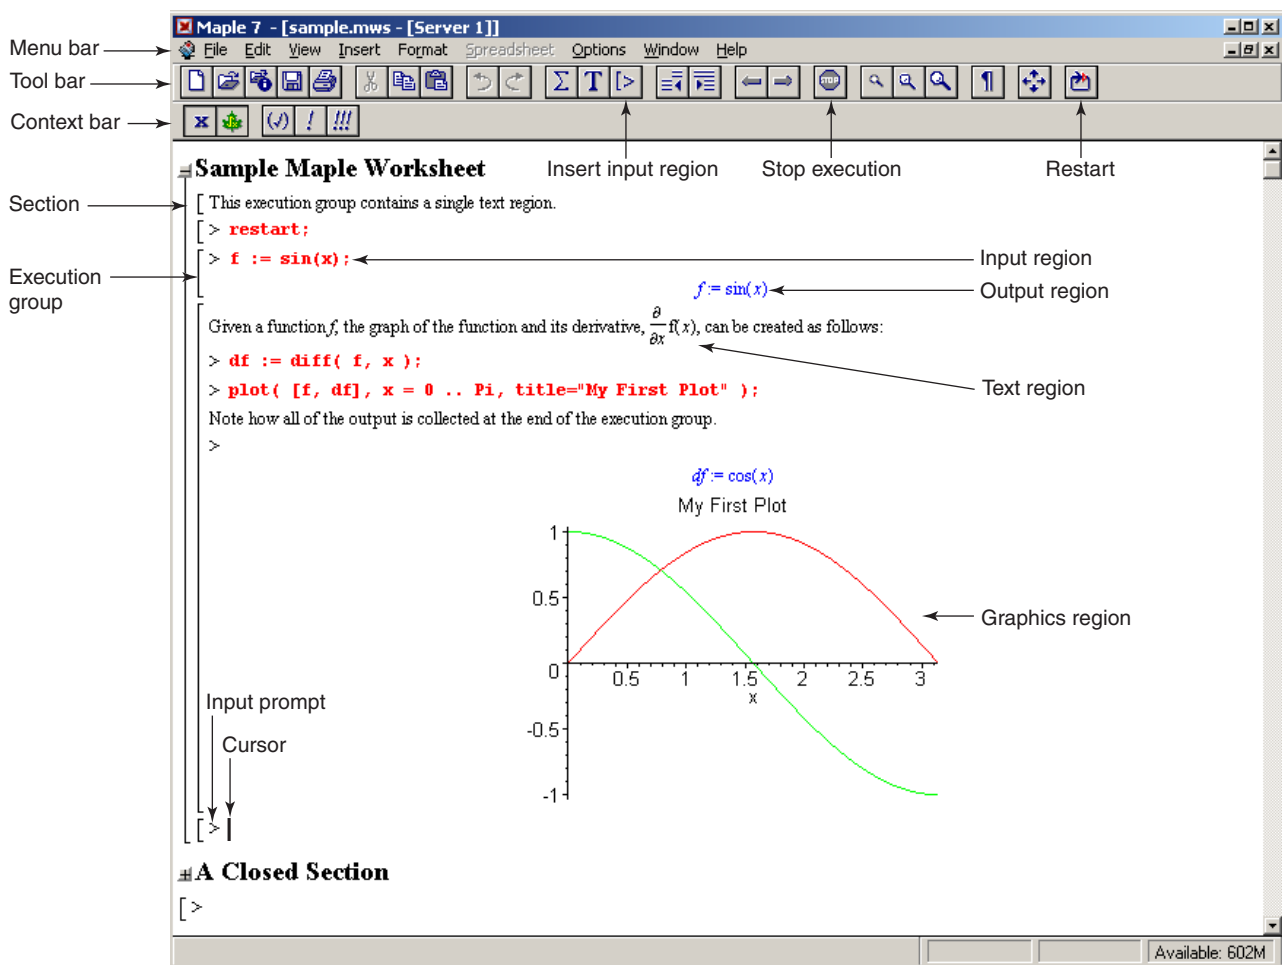 Maple 7 - [sample.mws - [Server 1]]
Menu bar
File Edit View Insert Format Spreadsheet Options Window Help
Tool bar
Σ T [> STOP ¶
Context bar
x (√) ! !!!
Sample Maple Worksheet
Insert input region
Stop execution
Restart
Section
[ This execution group contains a single text region.
[ > restart;
> f := sin(x);
Input region
Execution group
f := sin(x)
Output region
Given a function f, the graph of the function and its derivative, ∂/∂x f(x), can be created as follows:
> df := diff( f, x );
> plot( [f, df], x = 0 .. Pi, title="My First Plot" );
Text region
Note how all of the output is collected at the end of the execution group.
>
df := cos(x)
My First Plot
1
0.5
Graphics region
0
0.5 1 1.5 2 2.5 3
x
-0.5
-1
Input prompt
Cursor
[ >
A Closed Section
[ >
Available: 602M